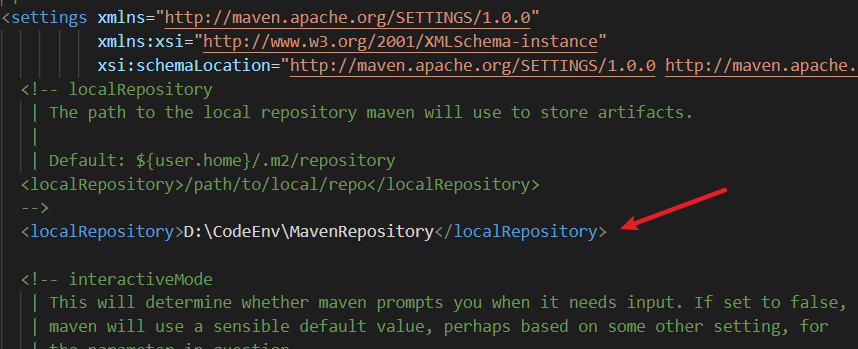 <settings xmlns="http://maven.apache.org/SETTINGS/1.0.0"
xmlns:xsi="http://www.w3.org/2001/XMLSchema-instance"
xsi:schemaLocation="http://maven.apache.org/SETTINGS/1.0.0 http://maven.apache.
<!-- localRepository
| The path to the local repository maven will use to store artifacts.
|
| Default: ${user.home}/.m2/repository
<localRepository>/path/to/local/repo</localRepository>
-->
<localRepository>D:\CodeEnv\MavenRepository</localRepository>
<!-- interactiveMode
| This will determine whether maven prompts you when it needs input. If set to false,
| maven will use a sensible default value, perhaps based on some other setting, for
| the parameter in question